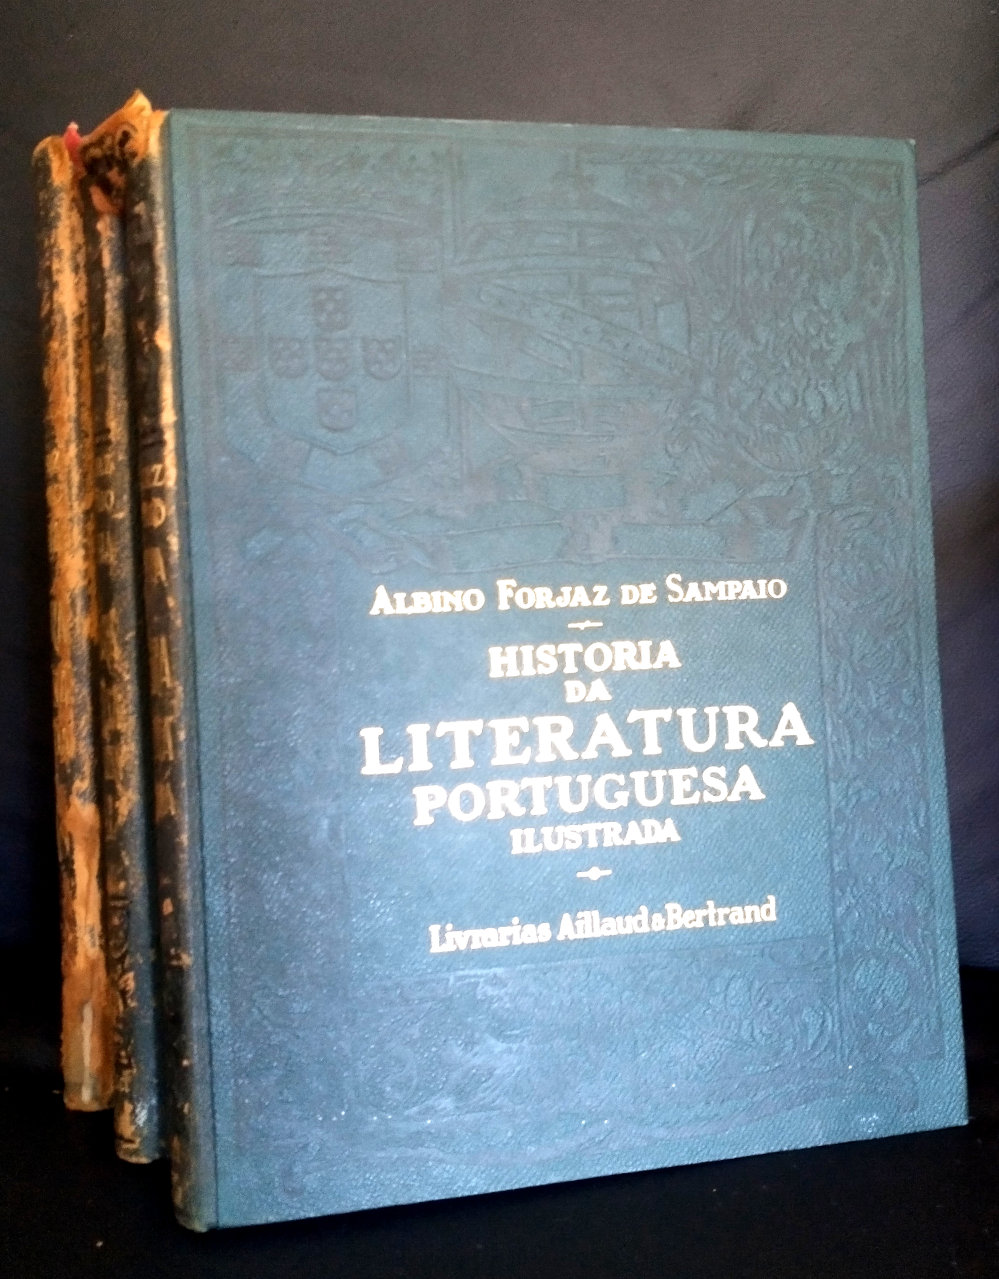 ALBINO FORJAZ DE SAMPAIO
HISTORIA
DA
LITERATURA
PORTUGUESA
ILUSTRADA
Livrarias Aillaud & Bertrand